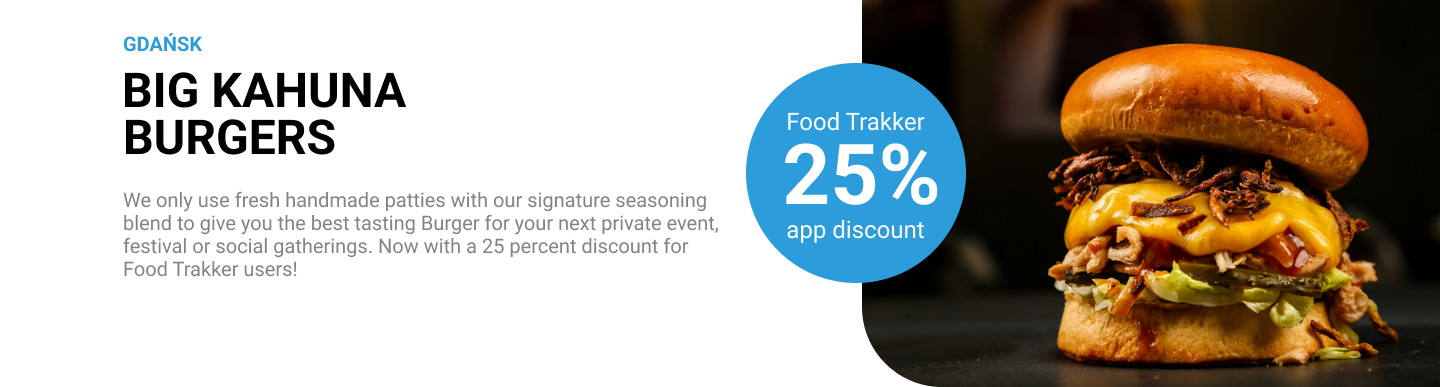 GDAŃSK
BIG KAHUNA
BURGERS
We only use fresh handmade patties with our signature seasoning
blend to give you the best tasting Burger for your next private event,
festival or social gatherings. Now with a 25 percent discount for
Food Trakker users!
Food Trakker
25%
app discount